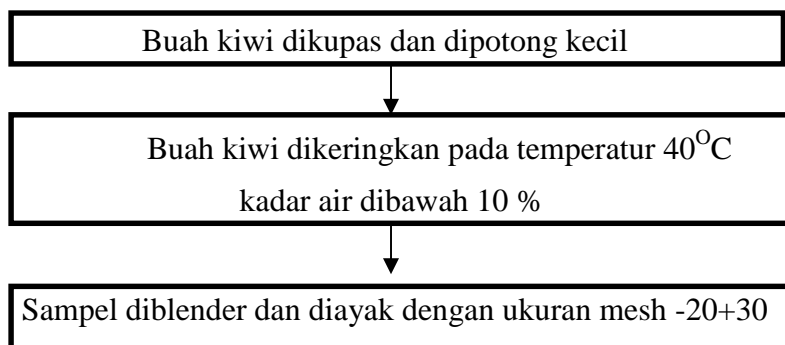 Buah kiwi dikupas dan dipotong kecil
Buah kiwi dikeringkan pada temperatur 40⁰C
kadar air dibawah 10 %
Sampel diblender dan diayak dengan ukuran mesh -20+30